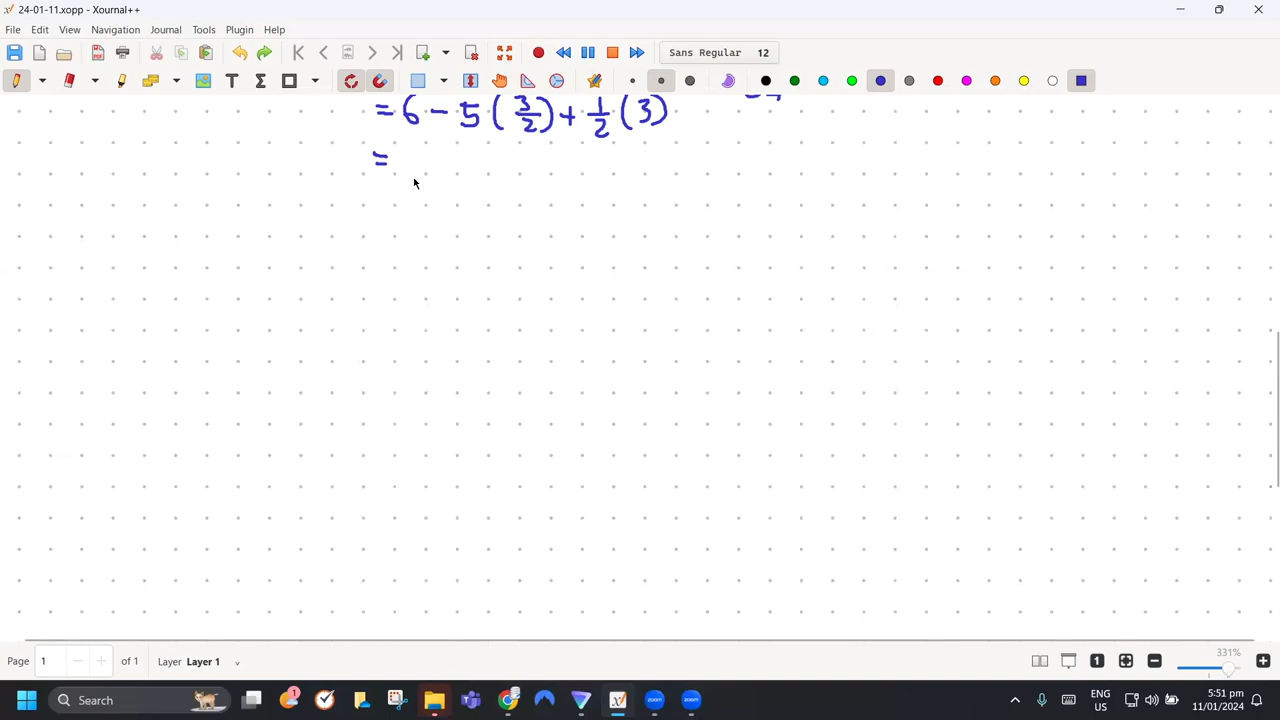 24-01-11.xopp - Xournal++
File Edit View Navigation Journal Tools Plugin Help
Sans Regular 12
= 6 - 5 ( 3/2 ) + 1/2 ( 3 )
=
331%
Page 1 of 1 Layer Layer 1
Search
1
ENG
US
5:51 pm
11/01/2024